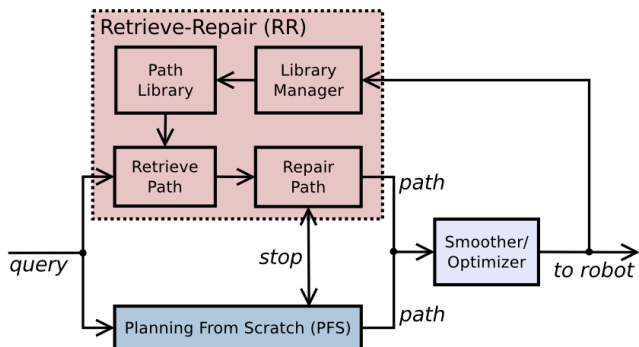 Retrieve-Repair (RR)
Path
Library
Library
Manager
Retrieve
Path
Repair
Path
path
query
stop
Smoother/
Optimizer
to robot
Planning From Scratch (PFS)
path